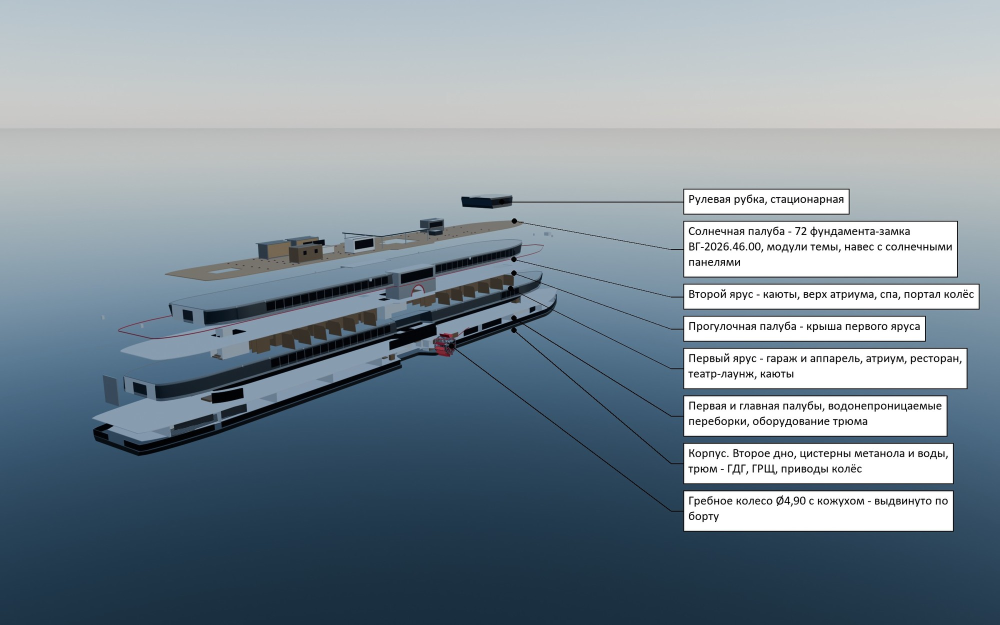 Рулевая рубка, стационарная
Солнечная палуба - 72 фундамента-замка
ВГ-2026.46.00, модули темы, навес с солнечными
панелями
Второй ярус - каюты, верх атриума, спа, портал колёс
Прогулочная палуба - крыша первого яруса
Первый ярус - гараж и аппарель, атриум, ресторан,
театр-лаунж, каюты
Первая и главная палубы, водонепроницаемые
переборки, оборудование трюма
Корпус. Второе дно, цистерны метанола и воды,
трюм - ГДГ, ГРЩ, приводы колёс
Гребное колесо Ø4,90 с кожухом - выдвинуто по
борту